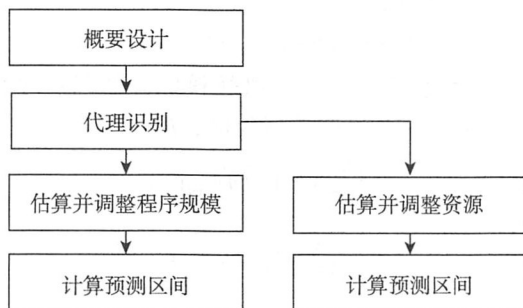 概要设计
代理识别
估算并调整程序规模
估算并调整资源
计算预测区间
计算预测区间